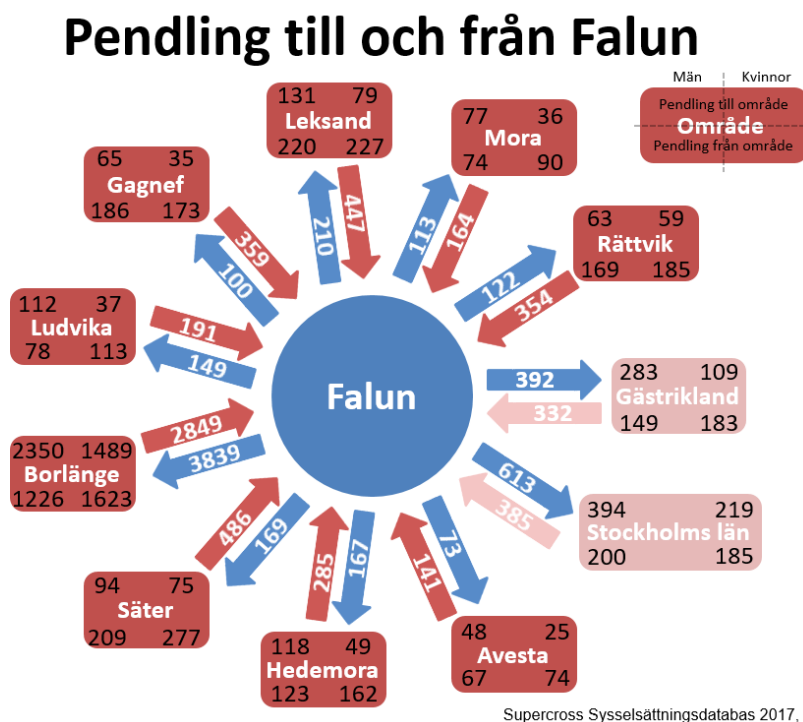 Pendling till och från Falun
Män Kvinnor
Pendling till område
Område
Pendling från område
131 79
Leksand
220 227
77 36
Mora
74 90
65 35
Gagnef
186 173
63 59
Rättvik
169 185
112 37
Ludvika
78 113
283 109
Gästrikland
149 183
2350 1489
Borlänge
1226 1623
394 219
Stockholms län
200 185
94 75
Säter
209 277
118 49
Hedemora
123 162
48 25
Avesta
67 74
Falun
210
447
113
164
359
100
122
354
191
149
392
332
2849
3839
613
385
486
169
285
167
141
73
Supercross Sysselsättningsdatabas 2017.